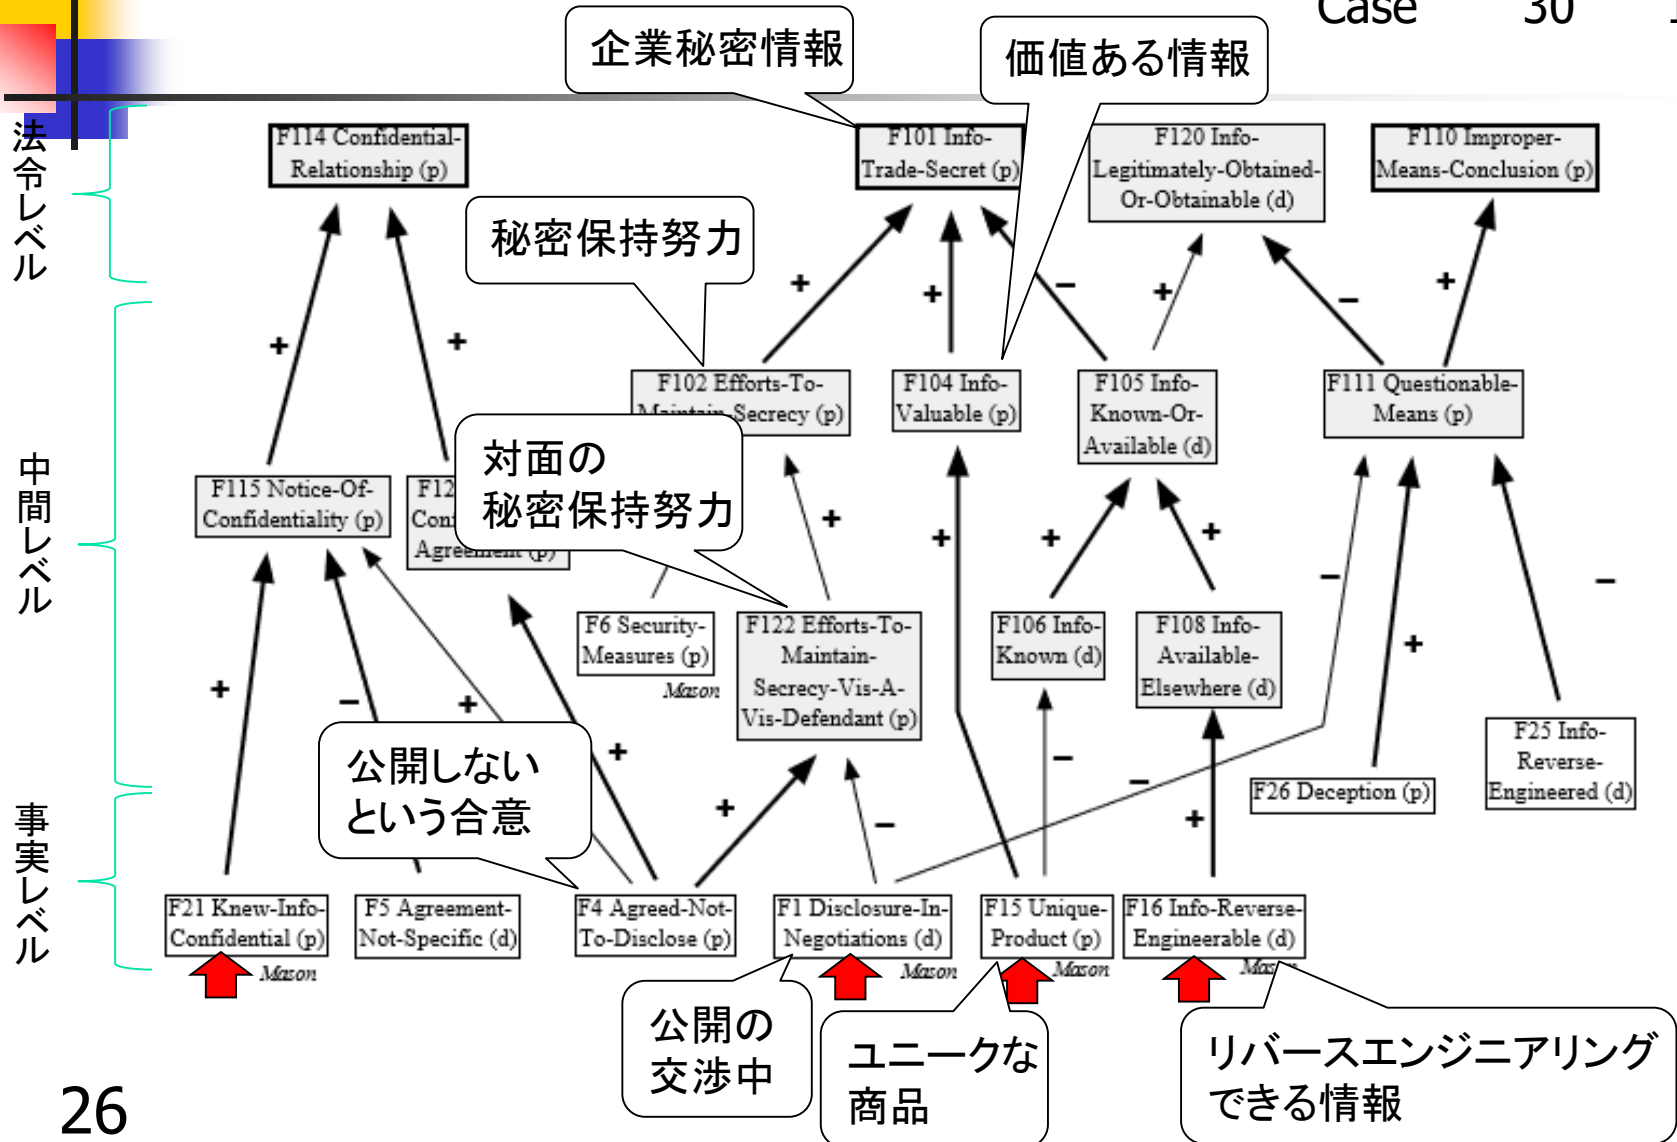 Case 30
企業秘密情報
価値ある情報
法令レベル
F114 Confidential-
Relationship (p)
F101 Info-
Trade-Secret (p)
F120 Info-
Legitimately-Obtained-
Or-Obtainable (d)
F110 Improper-
Means-Conclusion (p)
秘密保持努力
+
+
−
+
−
+
+
+
中間レベル
F102 Efforts-To-
Maintain-Secrecy (p)
F104 Info-
Valuable (p)
F105 Info-
Known-Or-
Available (d)
F111 Questionable-
Means (p)
対面の
秘密保持努力
F115 Notice-Of-
Confidentiality (p)
F12
Con
Agreement (p)
+
+
+
+
−
−
+
F6 Security-
Measures (p)
Mason
F122 Efforts-To-
Maintain-
Secrecy-Vis-A-
Vis-Defendant (p)
F106 Info-
Known (d)
F108 Info-
Available-
Elsewhere (d)
+
−
+
+
−
−
+
−
+
F25 Info-
Reverse-
Engineered (d)
F26 Deception (p)
公開しない
という合意
事実レベル
F21 Knew-Info-
Confidential (p)
Mason
F5 Agreement-
Not-Specific (d)
F4 Agreed-Not-
To-Disclose (p)
F1 Disclosure-In-
Negotiations (d)
Mason
F15 Unique-
Product (p)
Mason
F16 Info-Reverse-
Engineerable (d)
公開の
交渉中
ユニークな
商品
リバースエンジニアリング
できる情報
26